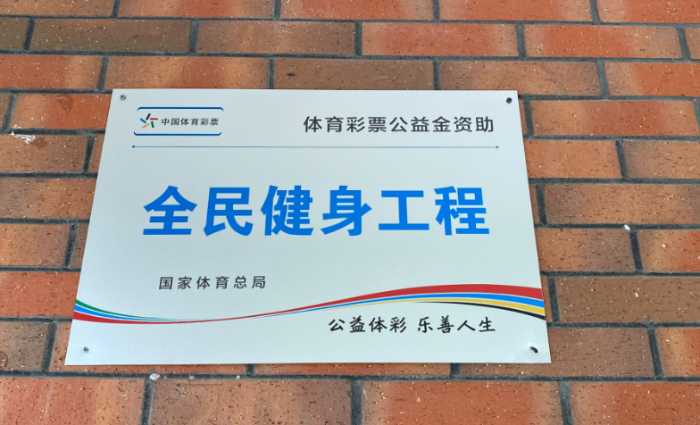 中国体育彩票
体育彩票公益金资助
全民健身工程
国家体育总局
公益体彩 乐善人生